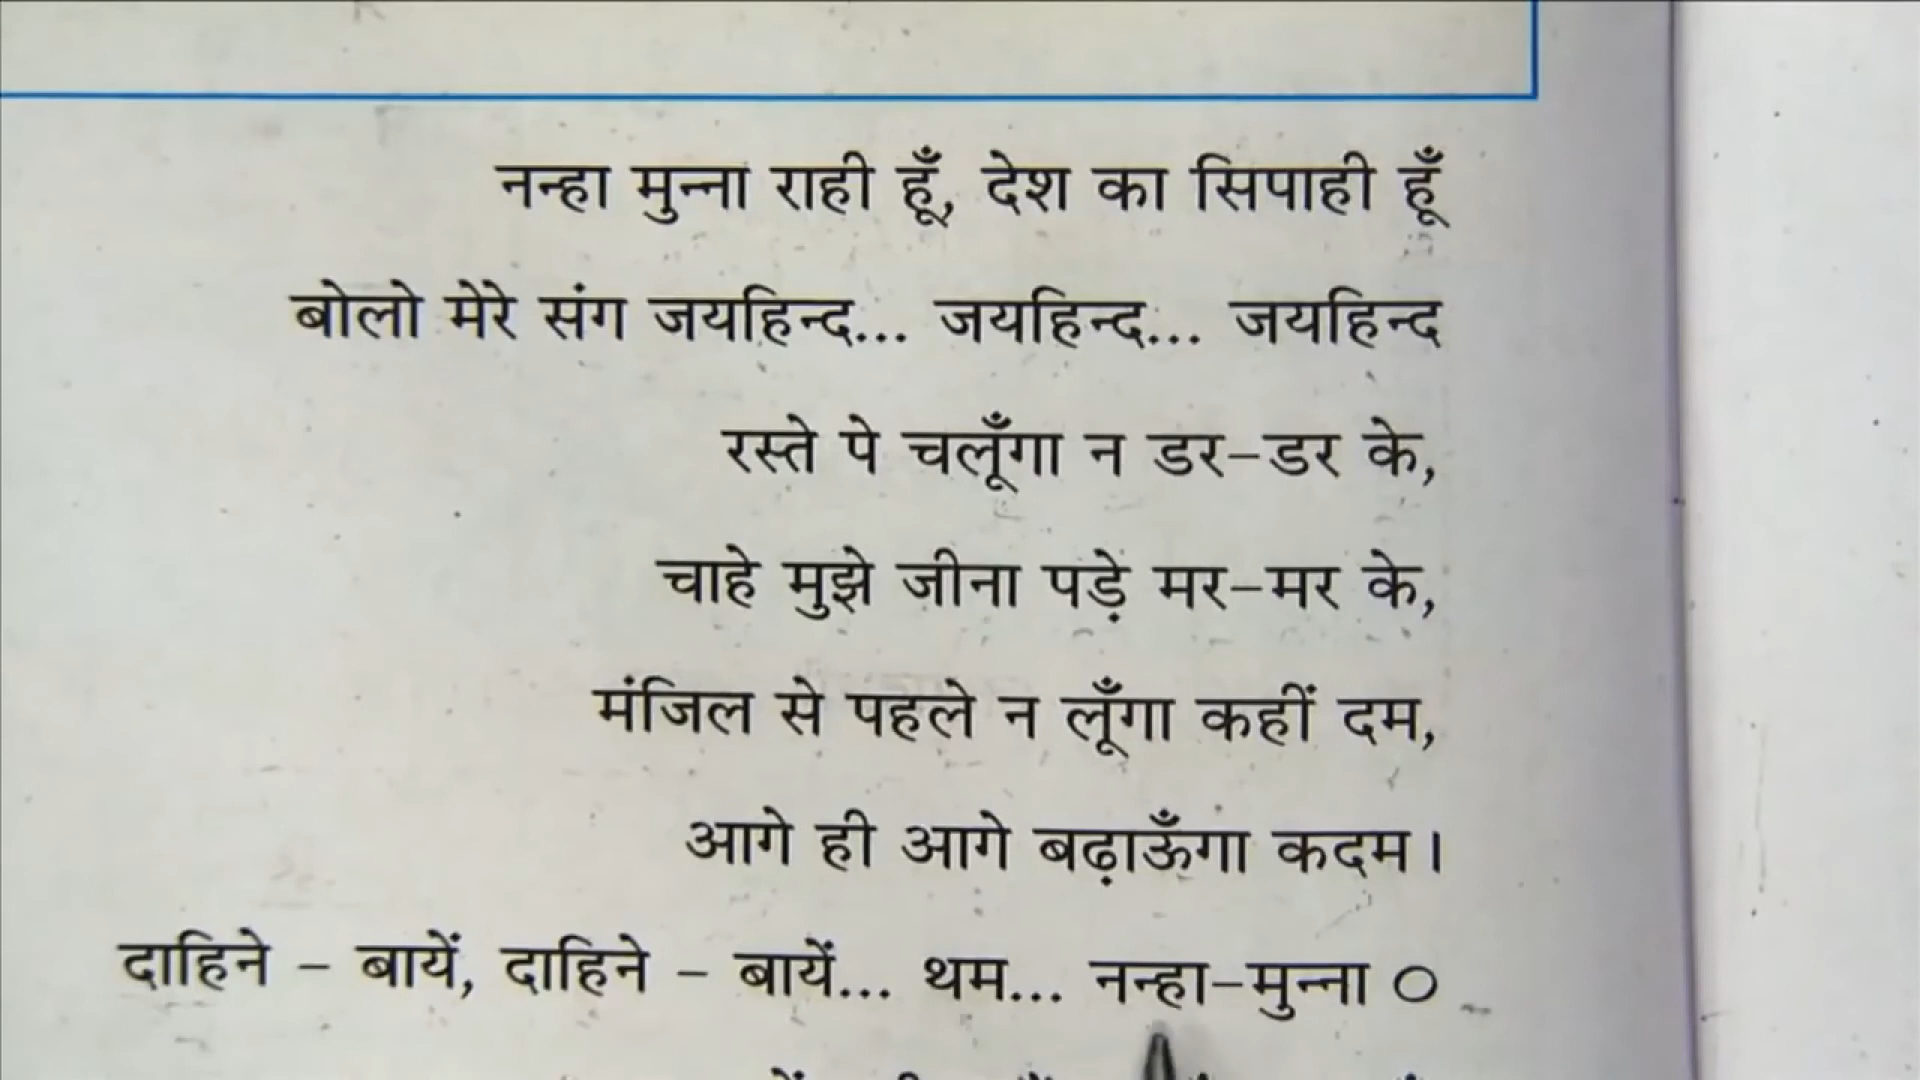 नन्हा मुन्ना राही हूँ, देश का सिपाही हूँ
बोलो मेरे संग जयहिन्द... जयहिन्द... जयहिन्द
रस्ते पे चलूँगा न डर-डर के,
चाहे मुझे जीना पड़े मर-मर के,
मंजिल से पहले न लूँगा कहीं दम,
आगे ही आगे बढ़ाऊँगा कदम।
दाहिने - बायें, दाहिने - बायें... थम... नन्हा-मुन्ना ०